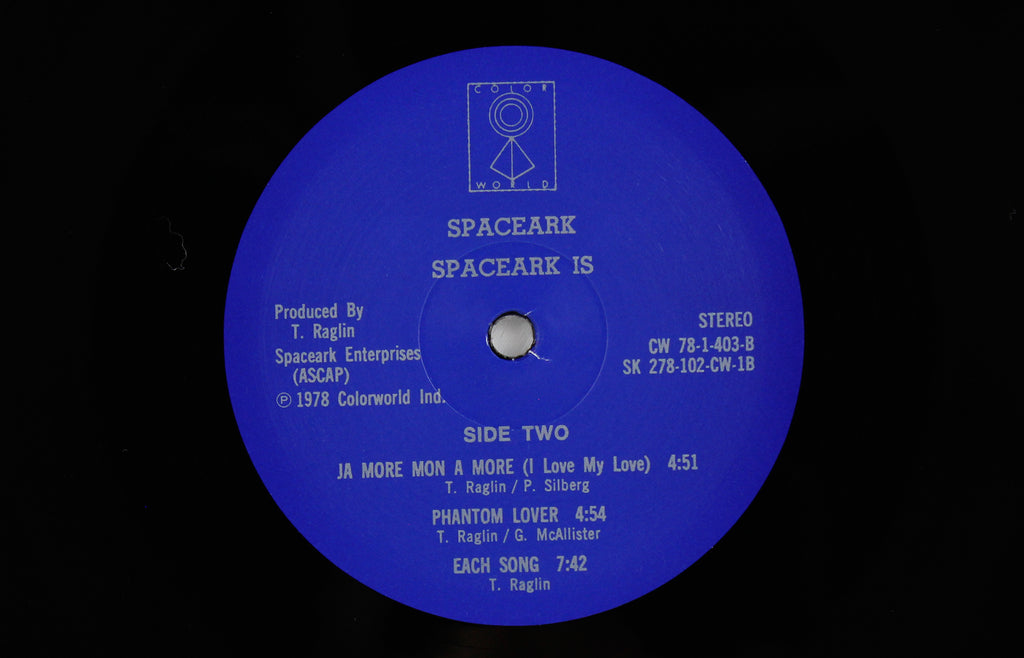 COLOR
WORLD
SPACEARK
SPACEARK IS
Produced By
T. Raglin
Spaceark Enterprises
(ASCAP)
℗ 1978 Colorworld Ind.
STEREO
CW 78-1-403-B
SK 278-102-CW-1B
SIDE TWO
JA MORE MON A MORE (I Love My Love) 4:51
T. Raglin / P. Silberg
PHANTOM LOVER 4:54
T. Raglin / G. McAllister
EACH SONG 7:42
T. Raglin